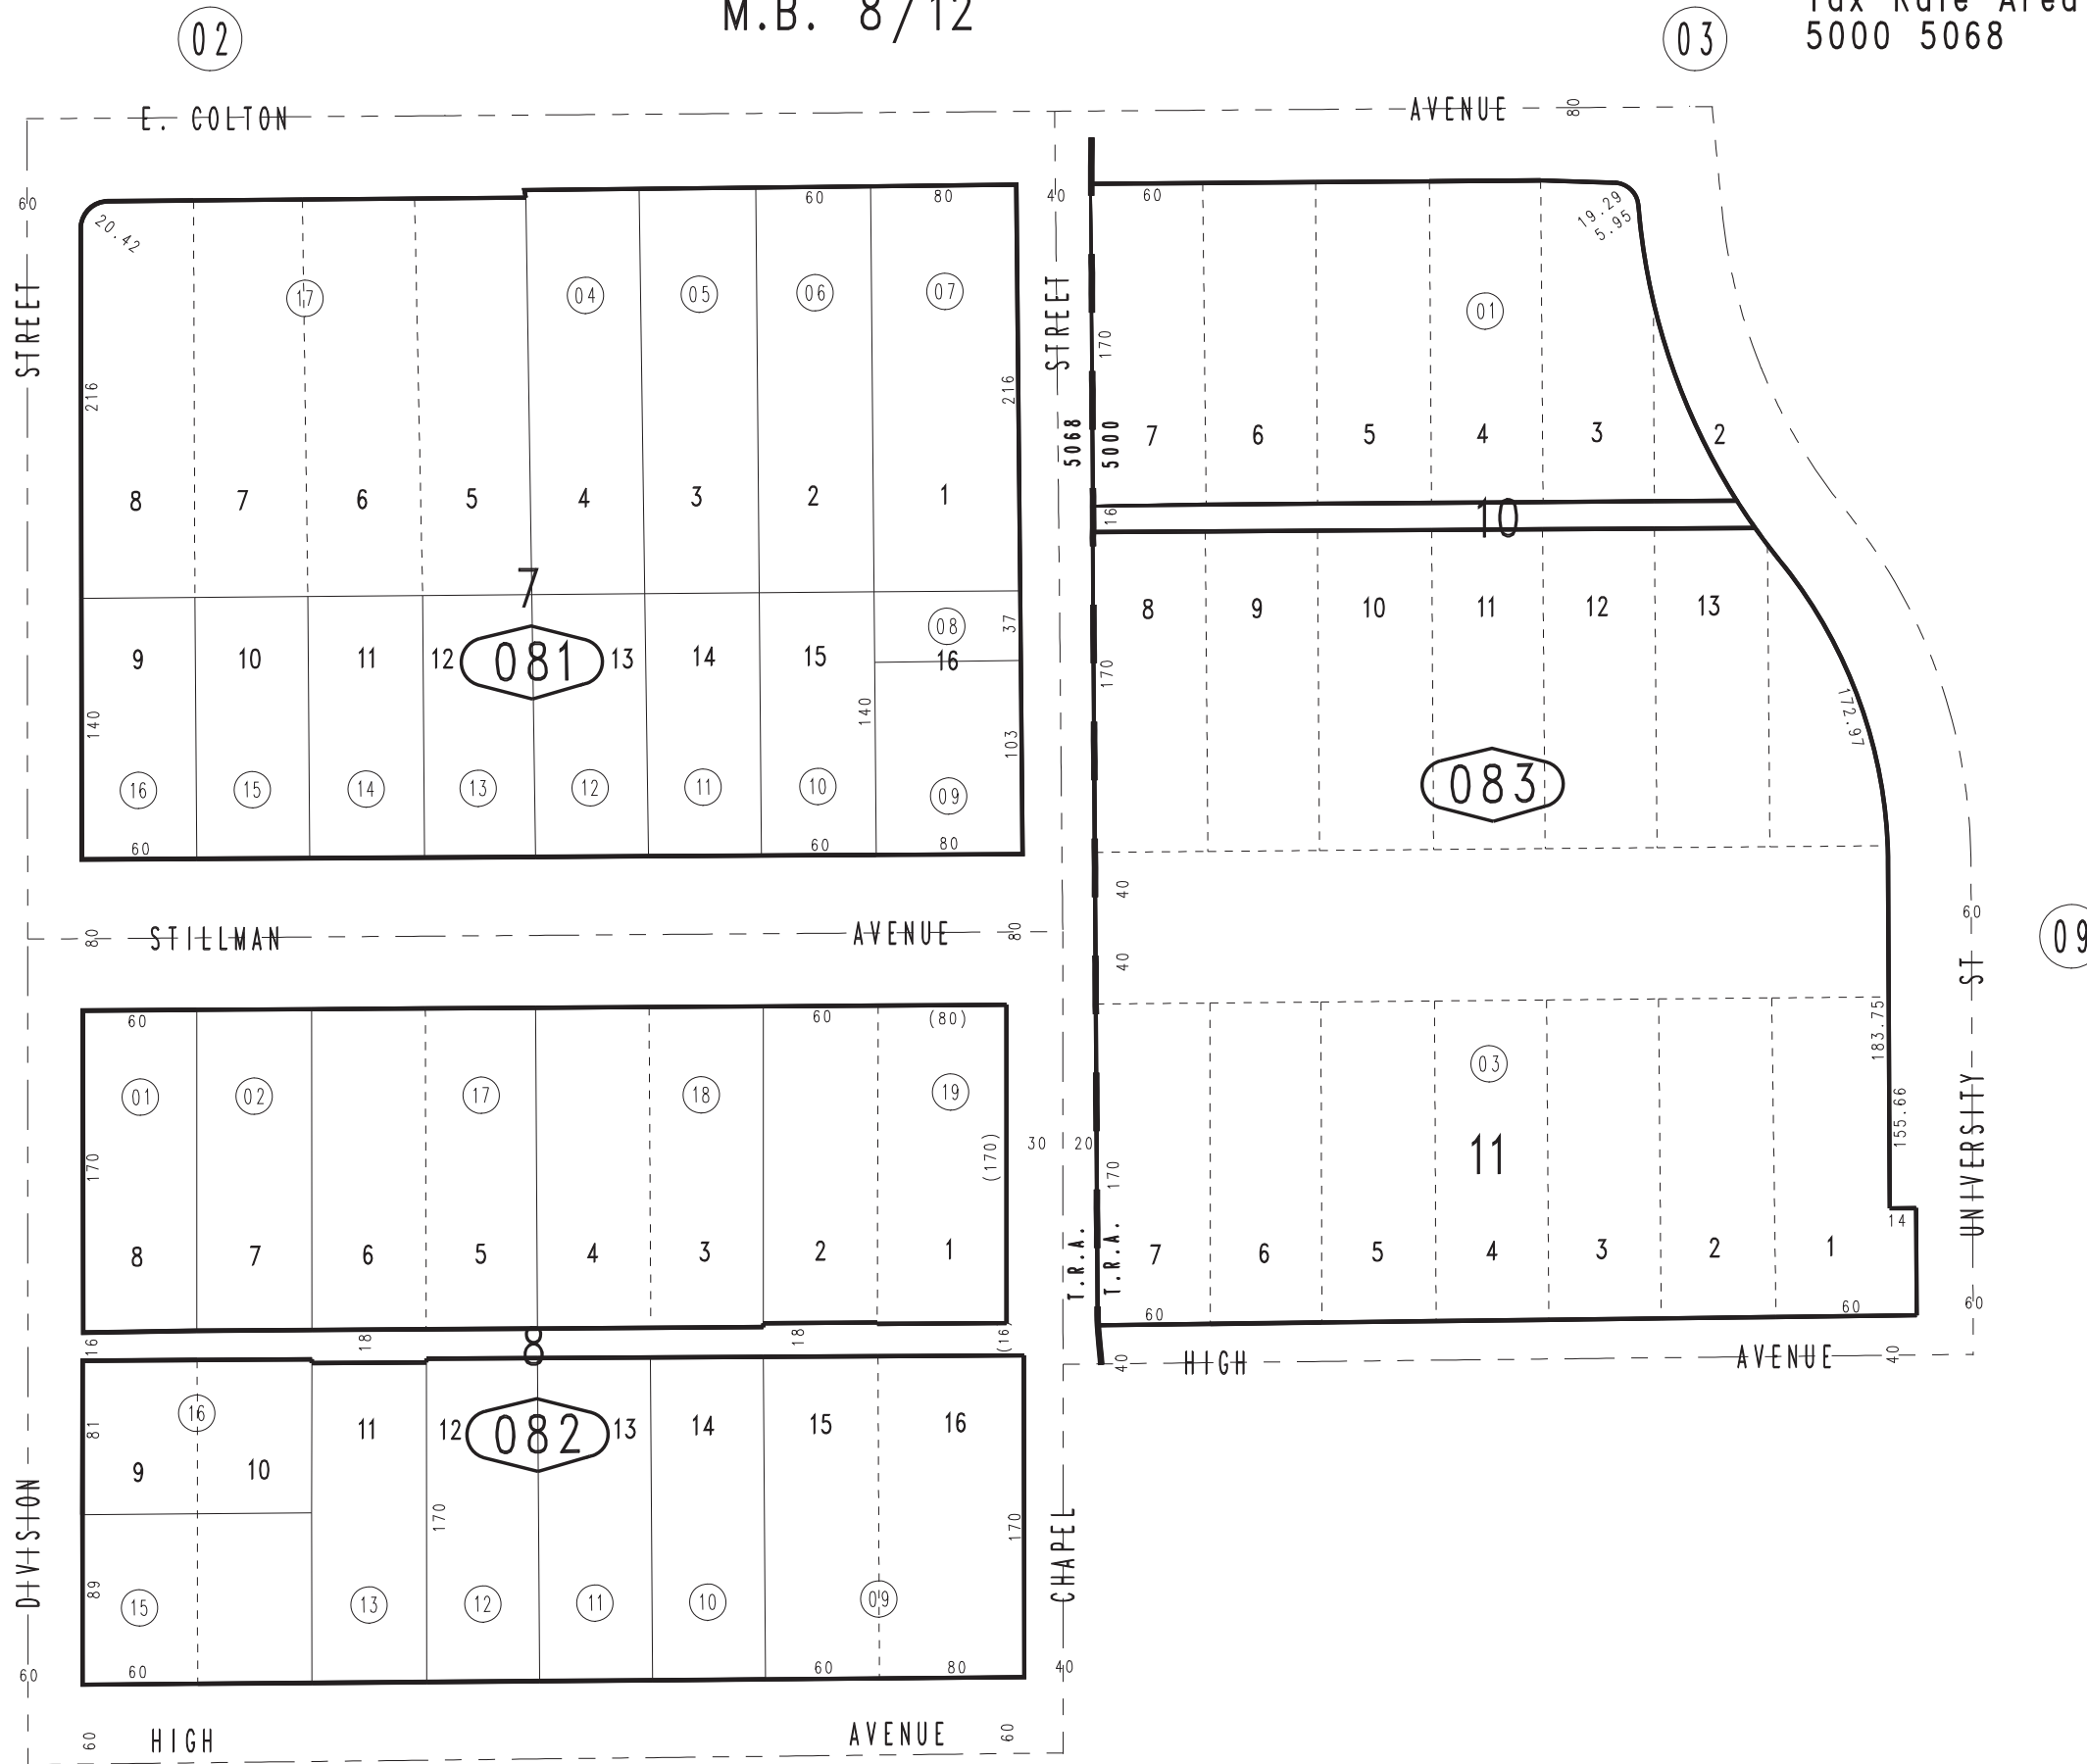 M.B. 8/12
Tax Rate Area
5000 5068
02
03
E. COLTON AVENUE 80
60 20.42 60 80 40 60 19.29
5.95
STREET 17 04 05 06 07 STREET 170 01
216 216
5068 5000
7 6 5 4 3 2
8 7 6 5 4 3 2 1
16 10
7
8 9 10 11 12 13
08 37
9 10 11 12 081 13 14 15 16
170
140 140 103 172.97
16 15 14 13 12 11 10 09
083
60 60 80
40
60
80 STILLMAN AVENUE 80
09
40
ST
60 60 (80)
183.75
03
01 02 17 18 19
155.66
170 (170) 30 20 170
11
UNIVERSITY
14
8 7 6 5 4 3 2 1
T.R.A. T.R.A.
7 6 5 4 3 2 1
60 60 60
16 18 8 18 (16)
40 HIGH AVENUE 40
16
81 11 12 082 13 14 15 16
9 10
DIVISION 170 170 CHAPEL
89
15 13 12 11 10 09
60 60 60 80 40
60 HIGH AVENUE 60